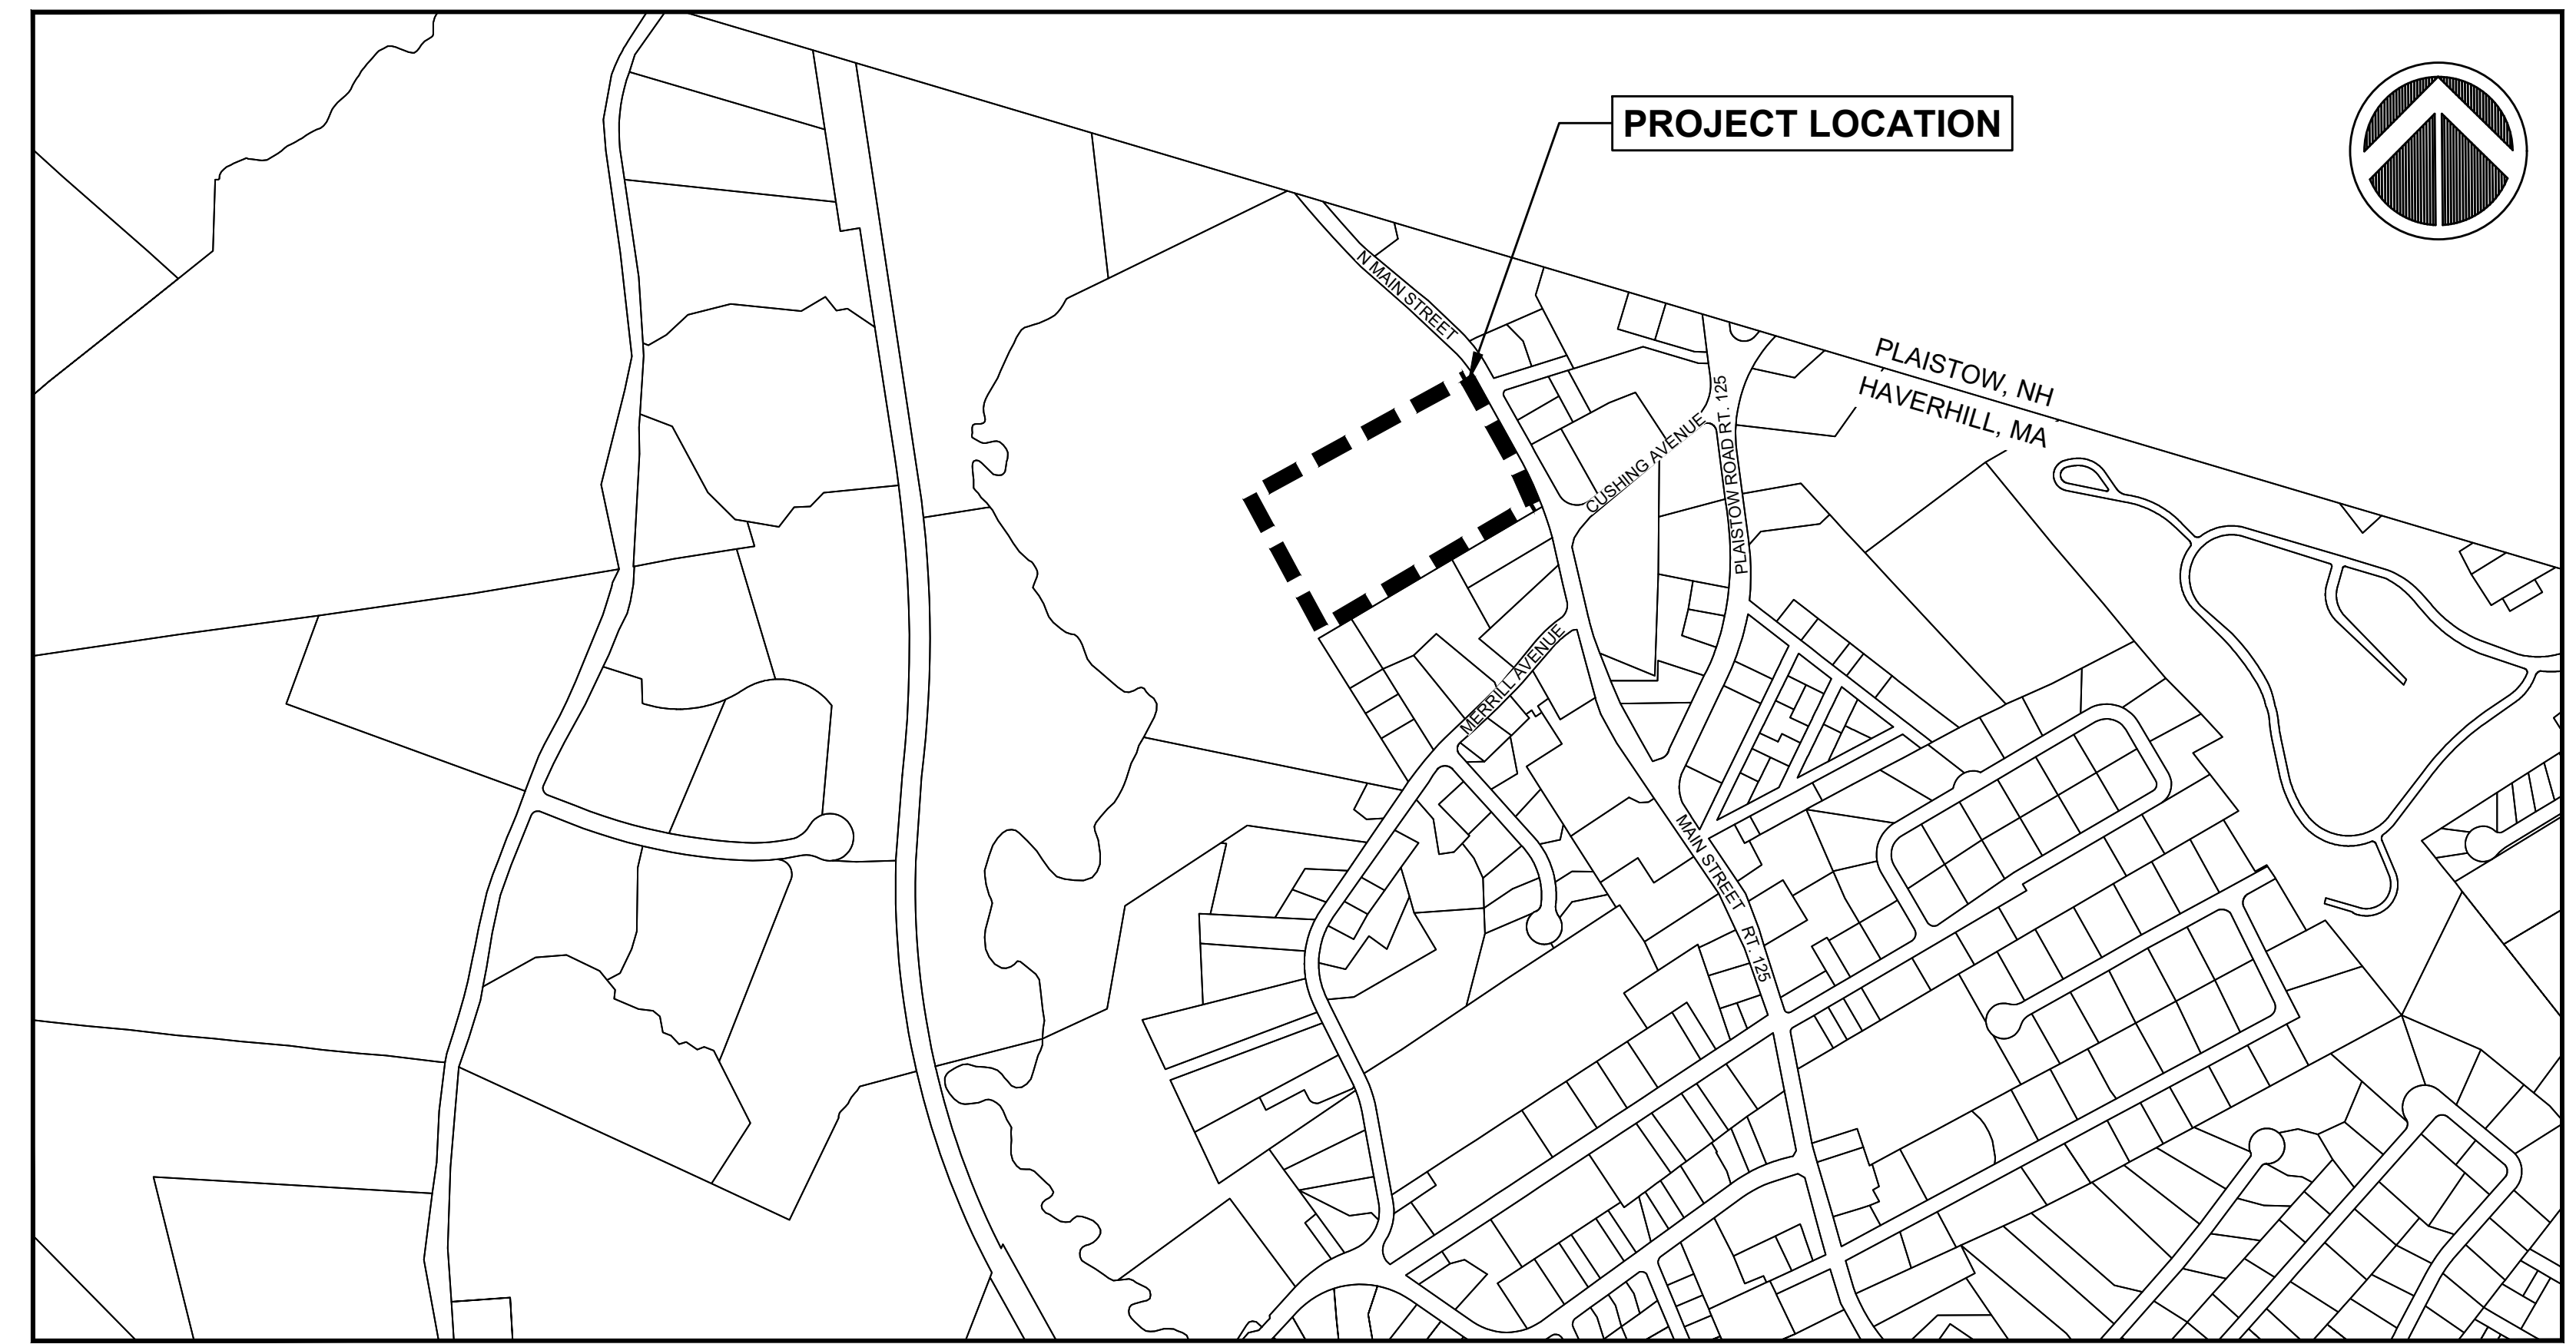 PROJECT LOCATION
N MAIN STREET
PLAISTOW, NH
HAVERHILL, MA
CUSHING AVENUE
PLAISTOW ROAD RT. 125
MERRILL AVENUE
MAIN STREET RT. 125